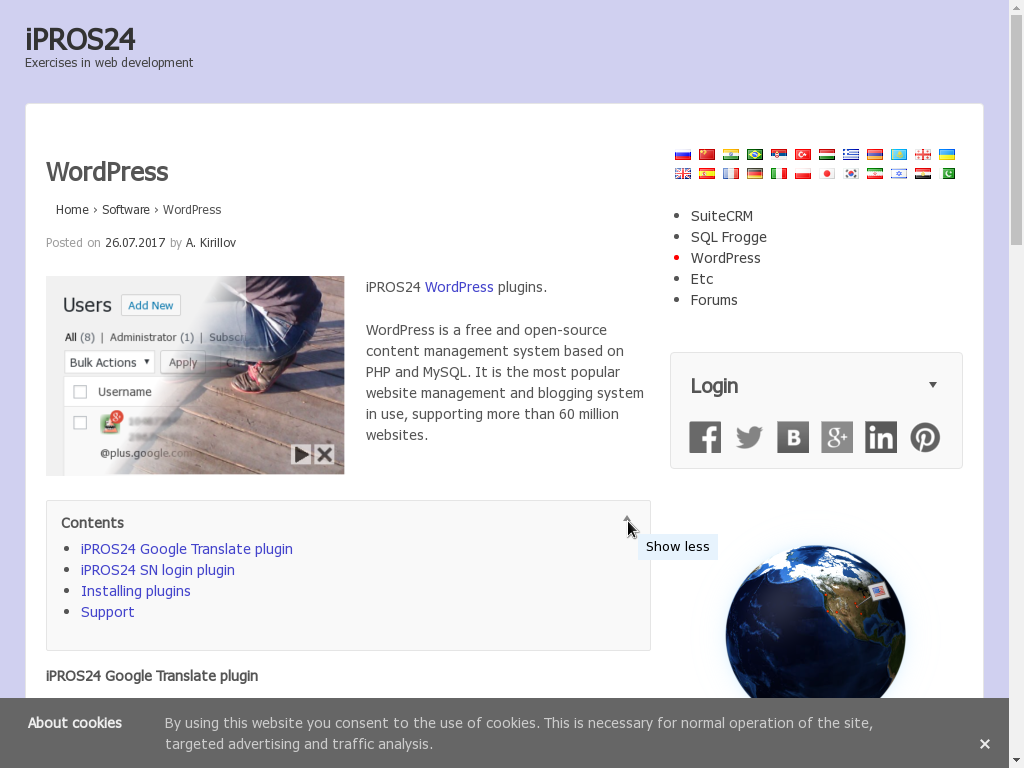 iPROS24
Exercises in web development
WordPress
Home › Software › WordPress
Posted on 26.07.2017 by A. Kirillov
Users Add New
All (8) | Administrator (1) |
Bulk Actions Apply
Username
@plus.google.com
iPROS24 WordPress plugins.
WordPress is a free and open-source
content management system based on
PHP and MySQL. It is the most popular
website management and blogging system
in use, supporting more than 60 million
websites.
Contents
iPROS24 Google Translate plugin
iPROS24 SN login plugin
Installing plugins
Support
Show less
iPROS24 Google Translate plugin
SuiteCRM
SQL Frogge
WordPress
Etc
Forums
Login
About cookies
By using this website you consent to the use of cookies. This is necessary for normal operation of the site,
targeted advertising and traffic analysis.